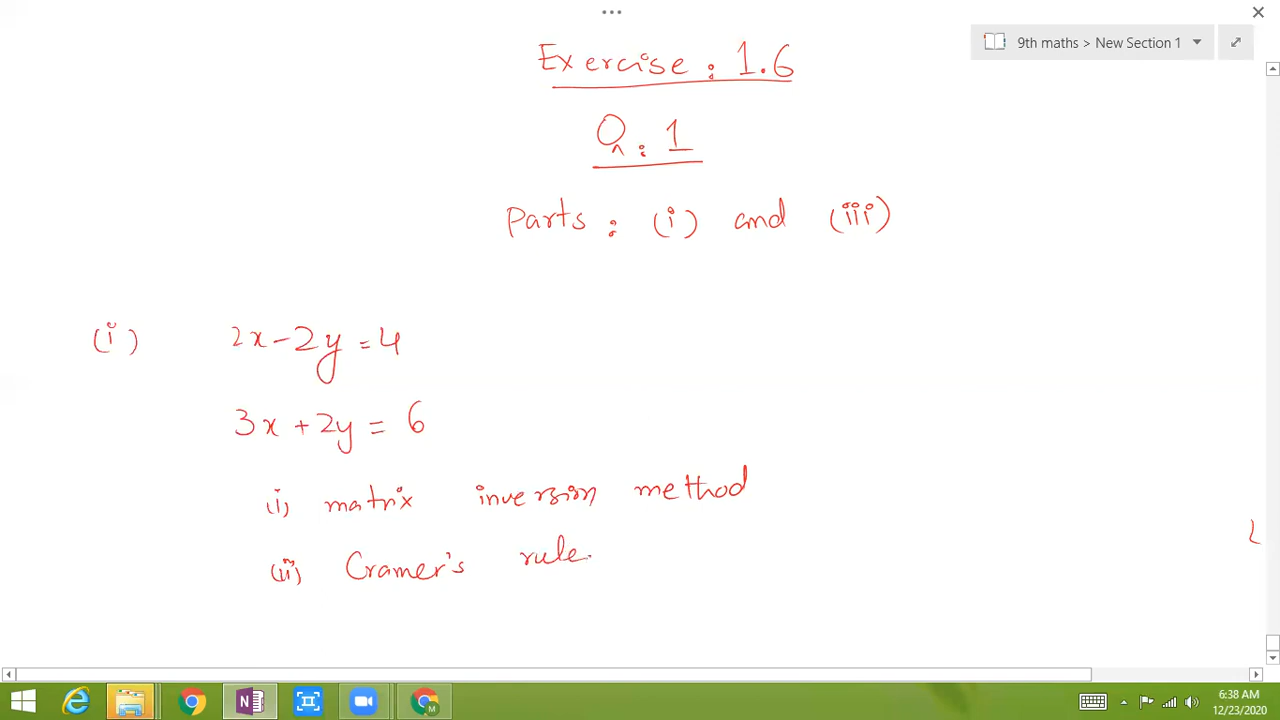 9th maths > New Section 1
Exercise : 1.6
Q : 1
Parts : (i) and (iii)
(i) 2x - 2y = 4
3x + 2y = 6
(i) matrix inversion method
(ii) Cramer's rule.
6:38 AM
12/23/2020